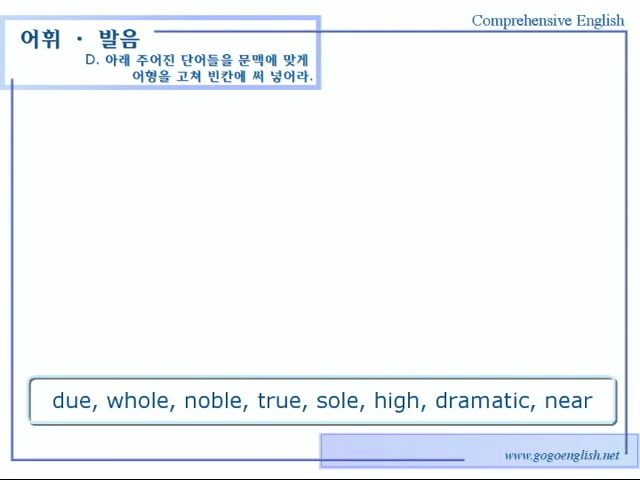 Comprehensive English
어휘 · 발음
D. 아래 주어진 단어들을 문맥에 맞게
어형을 고쳐 빈칸에 써 넣어라.
due, whole, noble, true, sole, high, dramatic, near
www.gogoenglish.net